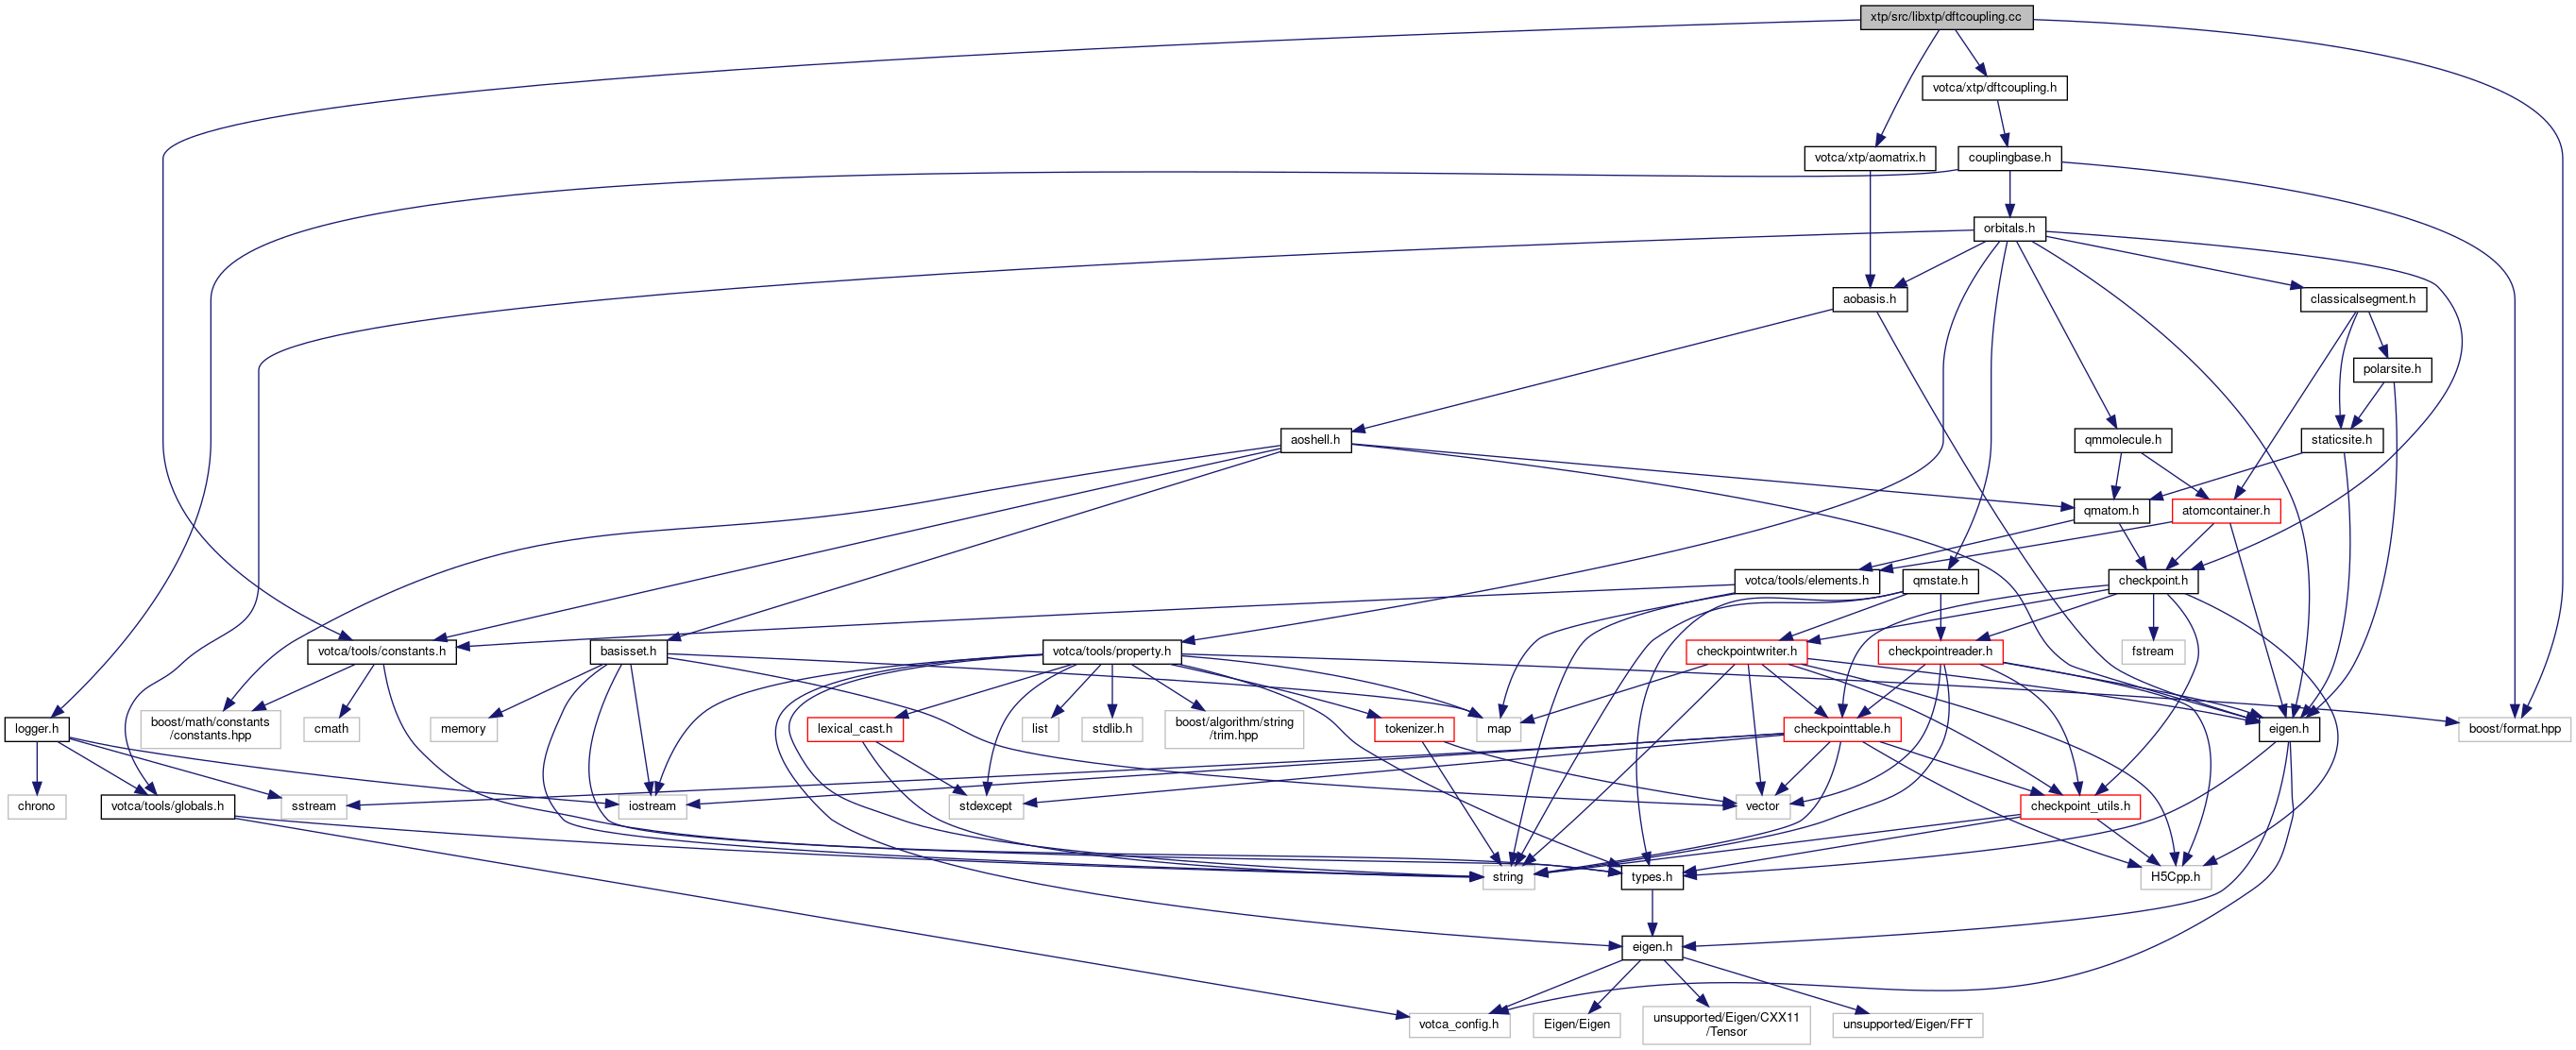 xtp/src/libxtp/dftcoupling.cc
votca/xtp/dftcoupling.h
votca/xtp/aomatrix.h
couplingbase.h
orbitals.h
aobasis.h
classicalsegment.h
polarsite.h
aoshell.h
qmmolecule.h
staticsite.h
qmatom.h
atomcontainer.h
votca/tools/elements.h
qmstate.h
checkpoint.h
votca/tools/constants.h
basisset.h
votca/tools/property.h
checkpointwriter.h
checkpointreader.h
fstream
logger.h
boost/math/constants
/constants.hpp
cmath
memory
lexical_cast.h
list
stdlib.h
boost/algorithm/string
/trim.hpp
tokenizer.h
map
checkpointtable.h
eigen.h
boost/format.hpp
chrono
votca/tools/globals.h
sstream
iostream
stdexcept
vector
checkpoint_utils.h
string
types.h
H5Cpp.h
eigen.h
votca_config.h
Eigen/Eigen
unsupported/Eigen/CXX11
/Tensor
unsupported/Eigen/FFT